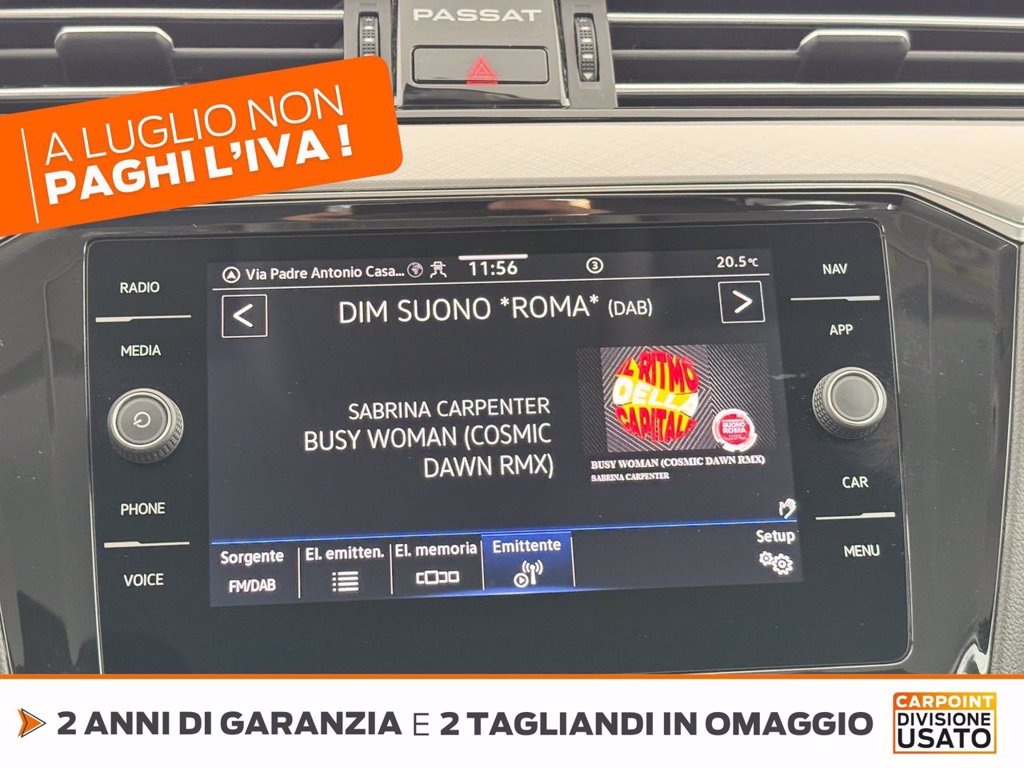 PASSAT
A LUGLIO NON
PAGHI L'IVA !
RADIO
MEDIA
PHONE
VOICE
Via Padre Antonio Casa...
11:56
3
20.5°C
<
DIM SUONO *ROMA* (DAB)
>
SABRINA CARPENTER
BUSY WOMAN (COSMIC
DAWN RMX)
IL RITMO
DELLA
CAPITALE
SUONO
ROMA
BUSY WOMAN (COSMIC DAWN RMX)
SABRINA CARPENTER
Sorgente
FM/DAB
El. emitten.
El. memoria
Emittente
Setup
NAV
APP
CAR
MENU
2 ANNI DI GARANZIA E 2 TAGLIANDI IN OMAGGIO
CARPOINT
DIVISIONE
USATO